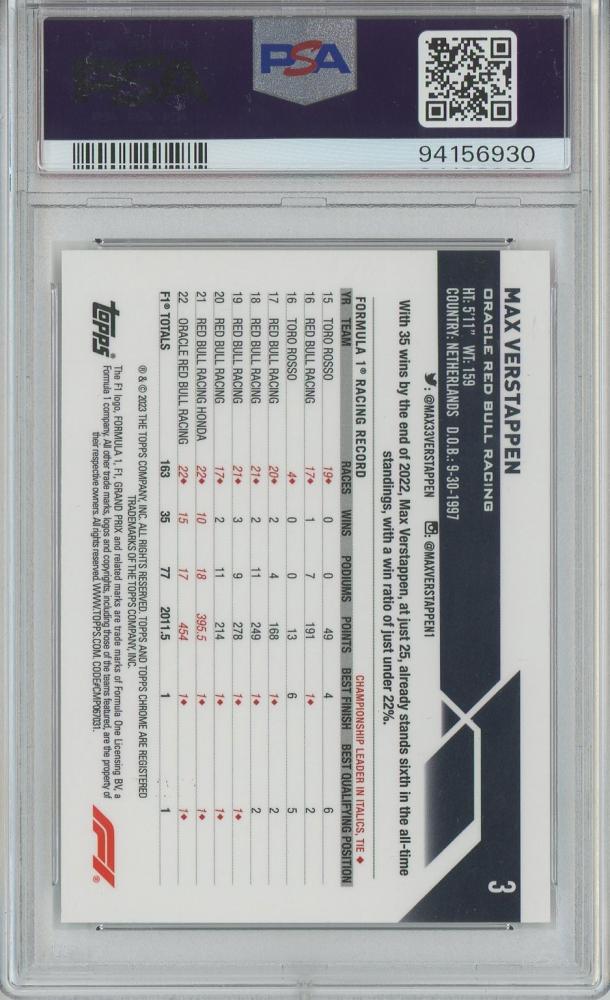 PSA
94156930
MAX VERSTAPPEN
3
ORACLE RED BULL RACING
HT: 5'11" WT: 159
COUNTRY: NETHERLANDS D.O.B.: 9-30-1997
: @MAX33VERSTAPPEN : @MAXVERSTAPPEN1
With 35 wins by the end of 2022, Max Verstappen, at just 25, already stands sixth in the all-time
standings, with a win ratio of just under 22%.
FORMULA 1® RACING RECORD CHAMPIONSHIP LEADER IN ITALICS, TIE ♦
YR TEAM RACES WINS PODIUMS POINTS BEST FINISH BEST QUALIFYING POSITION
15 TORO ROSSO 19♦ 0 0 49 4 6
16 RED BULL RACING 17♦ 1 7 191 1♦ 2
16 TORO ROSSO 4♦ 0 0 13 6 5
17 RED BULL RACING 20♦ 2 4 168 1♦ 2
18 RED BULL RACING 21♦ 2 11 249 1♦ 2
19 RED BULL RACING 21♦ 3 9 278 1♦ 1♦
20 RED BULL RACING 17♦ 2 11 214 1♦ 1♦
21 RED BULL RACING HONDA 22♦ 10 18 395.5 1♦ 1♦
22 ORACLE RED BULL RACING 22♦ 15 17 454 1♦ 1♦
F1® TOTALS 163 35 77 2011.5 1 1
® & © 2023 THE TOPPS COMPANY, INC. ALL RIGHTS RESERVED. TOPPS AND TOPPS CHROME ARE REGISTERED
TRADEMARKS OF THE TOPPS COMPANY, INC.
topps®
The F1 logo, FORMULA 1, F1, GRAND PRIX and related marks are trade marks of Formula One Licensing BV, a
Formula 1 company. All other trade marks, logos and copyrights, including those of the teams featured, are the property of
their respective owners. All rights reserved. WWW.TOPPS.COM. CODE#CMP067031.
F1®